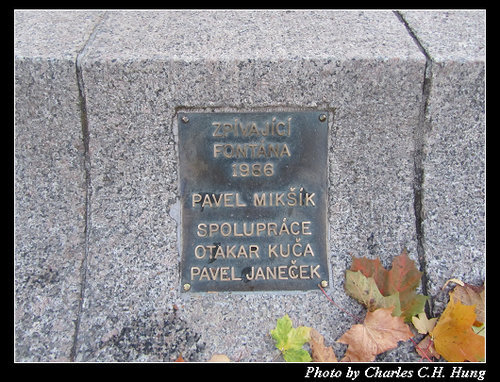 ZPÍVAJÍCÍ
FONTÁNA
1986
PAVEL MIKŠÍK
SPOLUPRÁCE
OTAKAR KUČA
PAVEL JANEČEK
Photo by Charles C.H. Hung